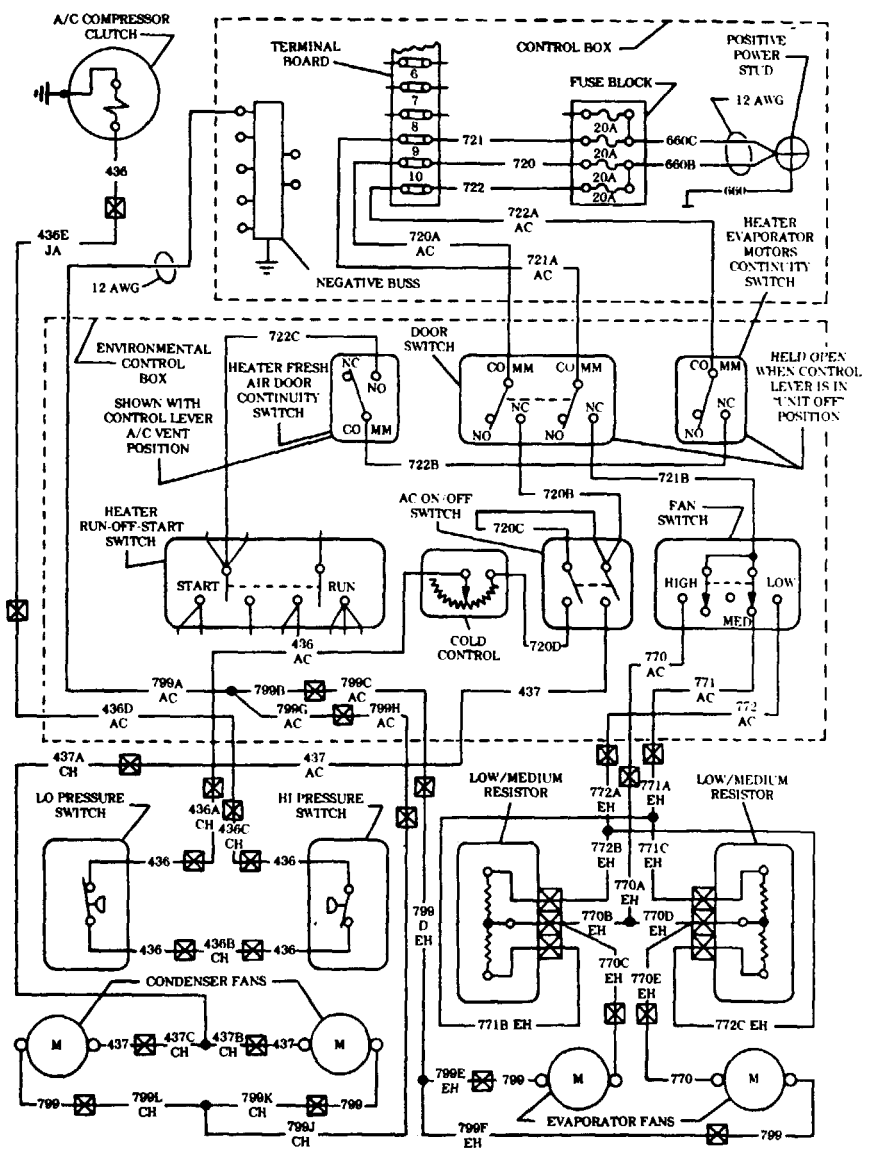 A/C COMPRESSOR
CLUTCH
TERMINAL
BOARD
CONTROL BOX
POSITIVE
POWER
STUD
FUSE BLOCK
12 AWG
6
7
8
9
10
20A
20A
20A
20A
721
720
722
660C
660B
660
436
436E
JA
12 AWG
NEGATIVE BUSS
722A
AC
720A
AC
721A
AC
HEATER
EVAPORATOR
MOTORS
CONTINUITY
SWITCH
ENVIRONMENTAL
CONTROL
BOX
722C
DOOR
SWITCH
HEATER FRESH
AIR DOOR
CONTINUITY
SWITCH
NC
NO
CO MM
CO MM
CO MM
CO MM
NC
NC
NC
NO
NO
NO
HELD OPEN
WHEN CONTROL
LEVER IS IN
"UNIT OFF"
POSITION
SHOWN WITH
CONTROL LEVER
A/C VENT
POSITION
722B
721B
720B
720C
HEATER
RUN-OFF-START
SWITCH
AC ON/OFF
SWITCH
FAN
SWITCH
START
RUN
HIGH
LOW
MED
COLD
CONTROL
720D
436
AC
770
AC
771
AC
772
AC
437
799A
AC
799B
799C
AC
799G
AC
799H
AC
436D
AC
437A
CH
437
AC
LO PRESSURE
SWITCH
HI PRESSURE
SWITCH
436A
CH
436C
CH
LOW/MEDIUM
RESISTOR
LOW/MEDIUM
RESISTOR
772A
EH
771A
EH
772B
EH
771C
EH
770A
EH
436
436
436
436B
CH
436
799
D
EH
770B
EH
770D
EH
770C
EH
770E
EH
771B EH
772C EH
CONDENSER FANS
M
437
437C
CH
437B
CH
437
M
799
799L
CH
799K
CH
799
799J
CH
799E
EH
799
M
770
M
EVAPORATOR FANS
799F
EH
799